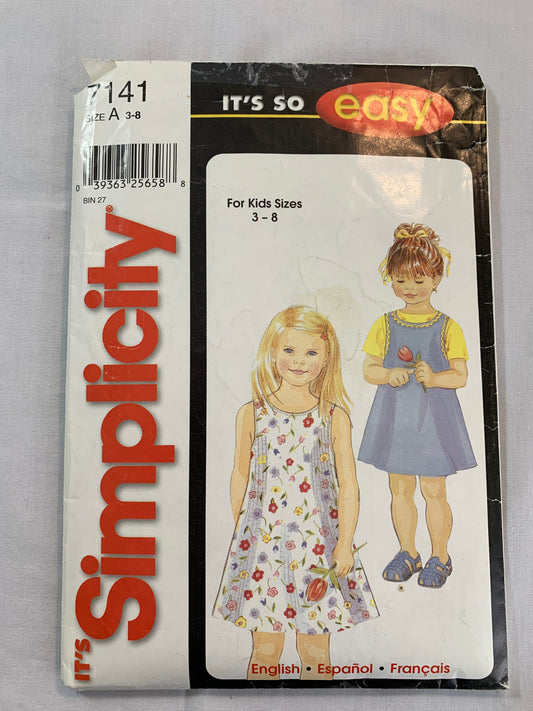 7141
SIZE A 3-8
0 39363 25658 8
BIN 27
IT'S Simplicity®
IT'S SO easy
For Kids Sizes
3 – 8
English • Español • Français